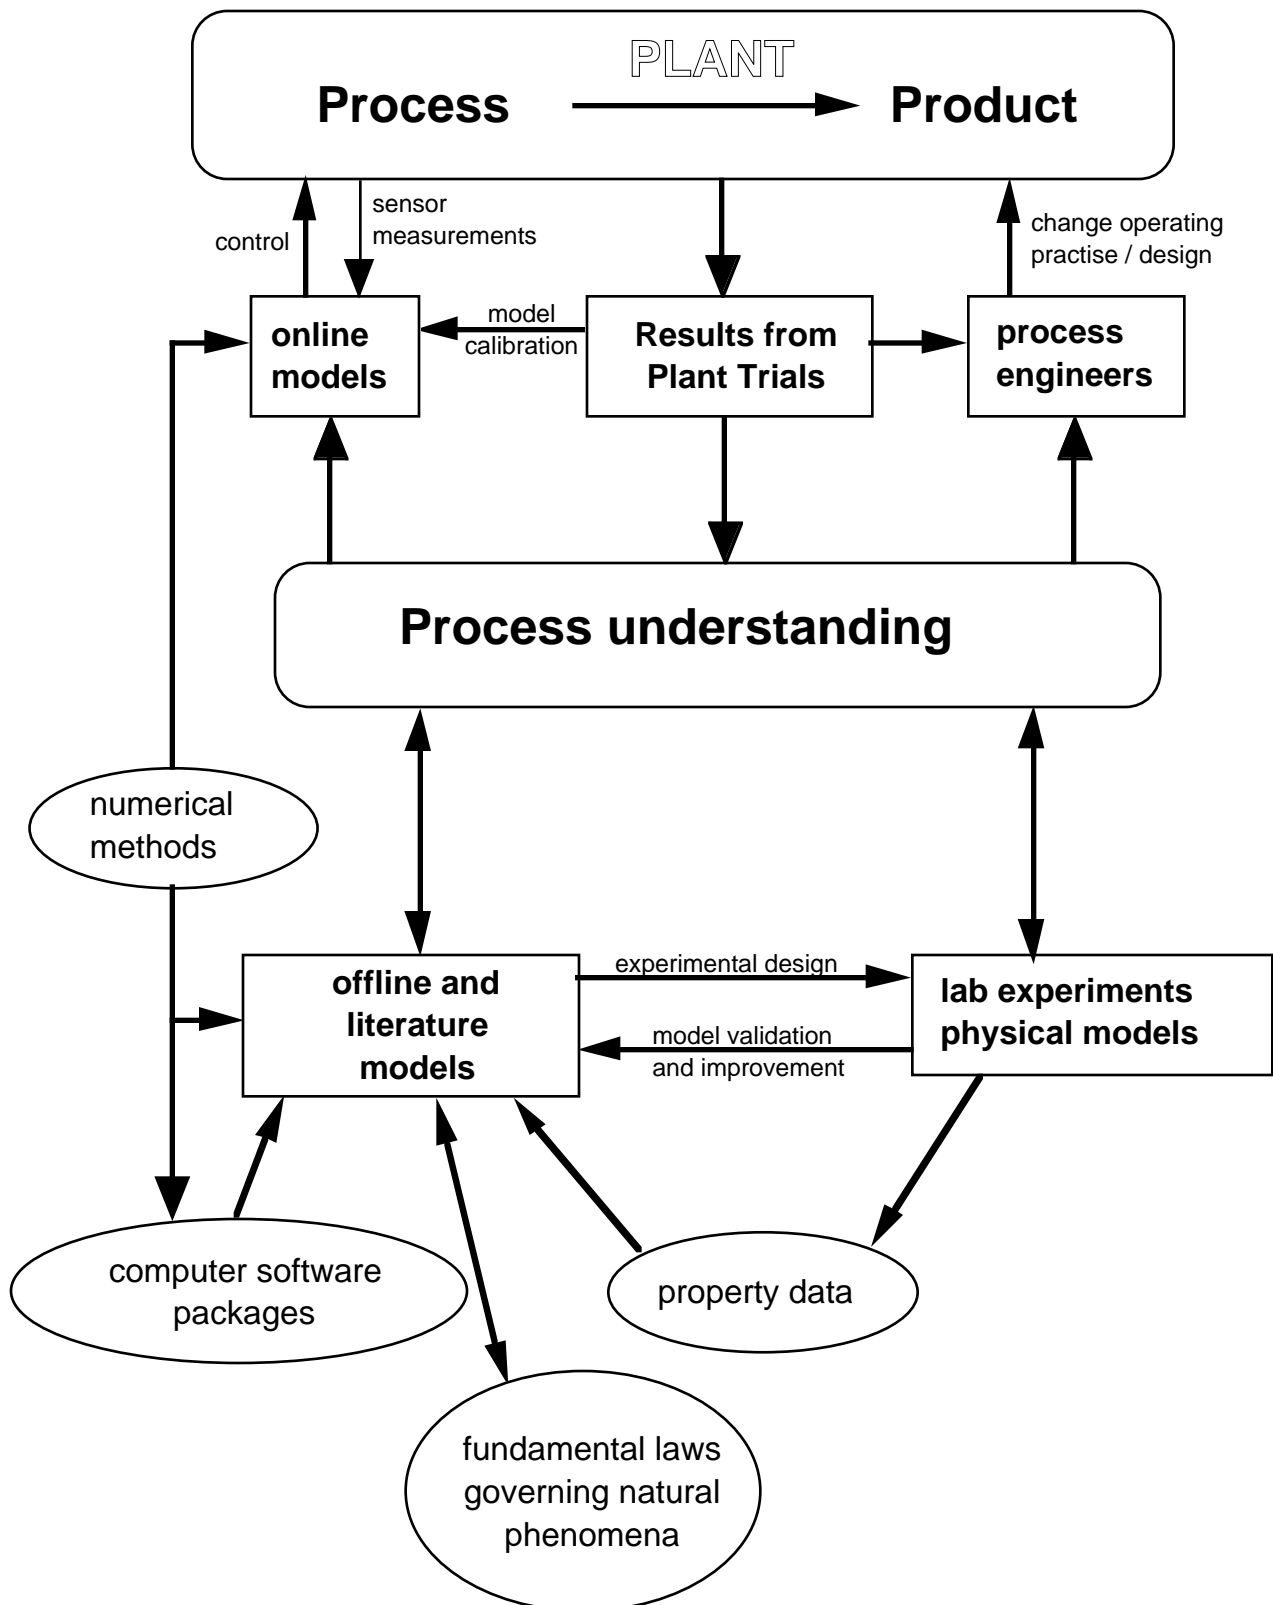 PLANT
Process
Product
control
sensor
measurements
change operating
practise / design
online
models
model
calibration
Results from
Plant Trials
process
engineers
Process understanding
numerical
methods
offline and
literature
models
experimental design
model validation
and improvement
lab experiments
physical models
computer software
packages
property data
fundamental laws
governing natural
phenomena